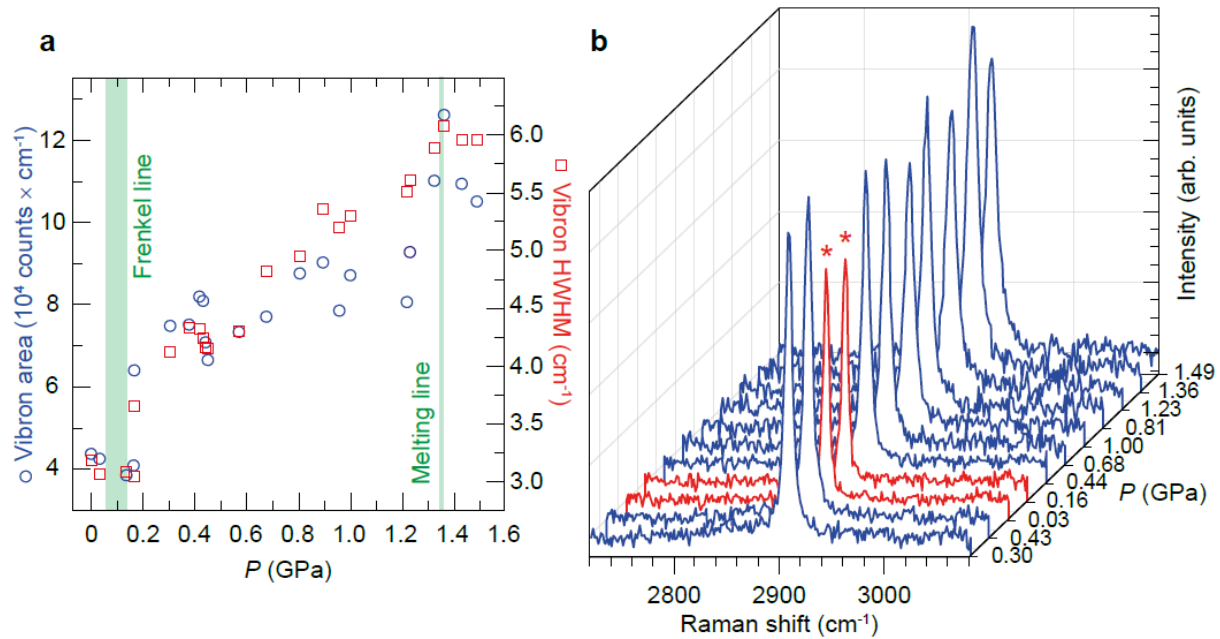 a
○ Vibron area (10⁴ counts × cm⁻¹)
12
10
8
6
4
Frenkel line
Melting line
6.0
5.5
5.0
4.5
4.0
3.5
3.0
□ Vibron HWHM (cm⁻¹)
0 0.2 0.4 0.6 0.8 1.0 1.2 1.4 1.6
P (GPa)
b
* *
Intensity (arb. units)
1.49
1.36
1.23
0.81
1.00
0.68
0.44
0.16
0.03
0.43
0.30
P (GPa)
2800 2900 3000
Raman shift (cm⁻¹)